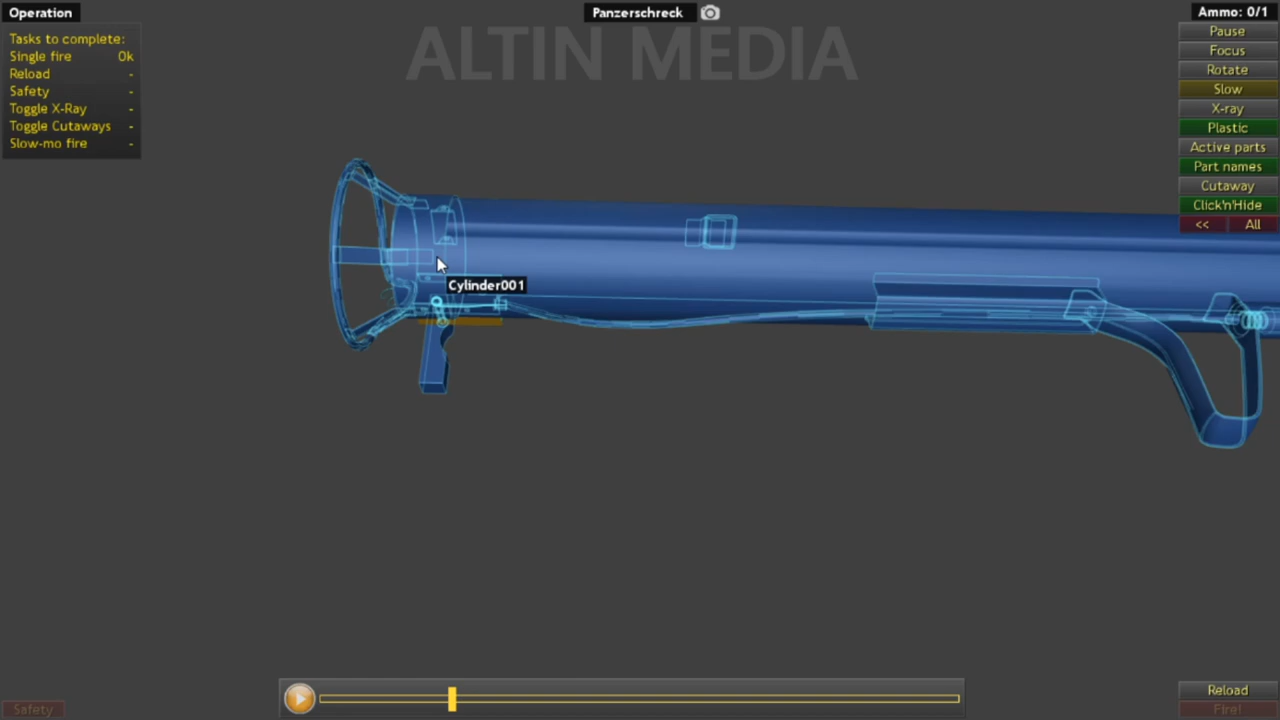 Operation
Panzerschreck
Ammo: 0/1
ALTIN MEDIA
Tasks to complete:
Single fire Ok
Reload -
Safety -
Toggle X-Ray -
Toggle Cutaways -
Slow-mo fire -
Pause
Focus
Rotate
Slow
X-ray
Plastic
Active parts
Part names
Cutaway
Click'n'Hide
<< All
Cylinder001
Reload
Safety
Fire!